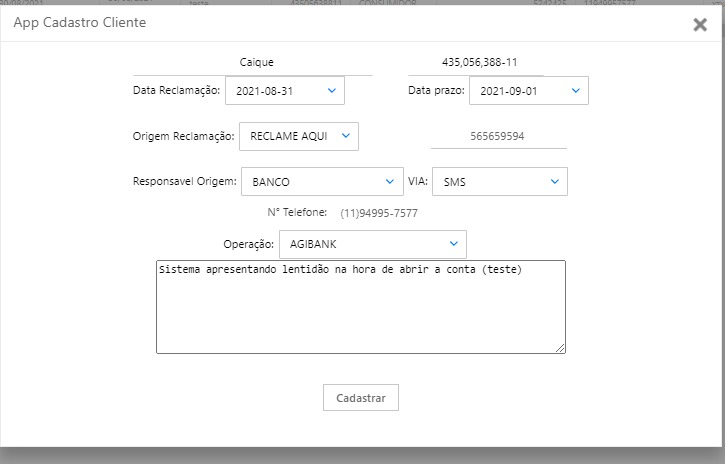 App Cadastro Cliente
Caique 435,056,388-11
Data Reclamação: 2021-08-31 Data prazo: 2021-09-01
Origem Reclamação: RECLAME AQUI 565659594
Responsavel Origem: BANCO VIA: SMS
N° Telefone: (11)94995-7577
Operação: AGIBANK
Sistema apresentando lentidão na hora de abrir a conta (teste)
Cadastrar